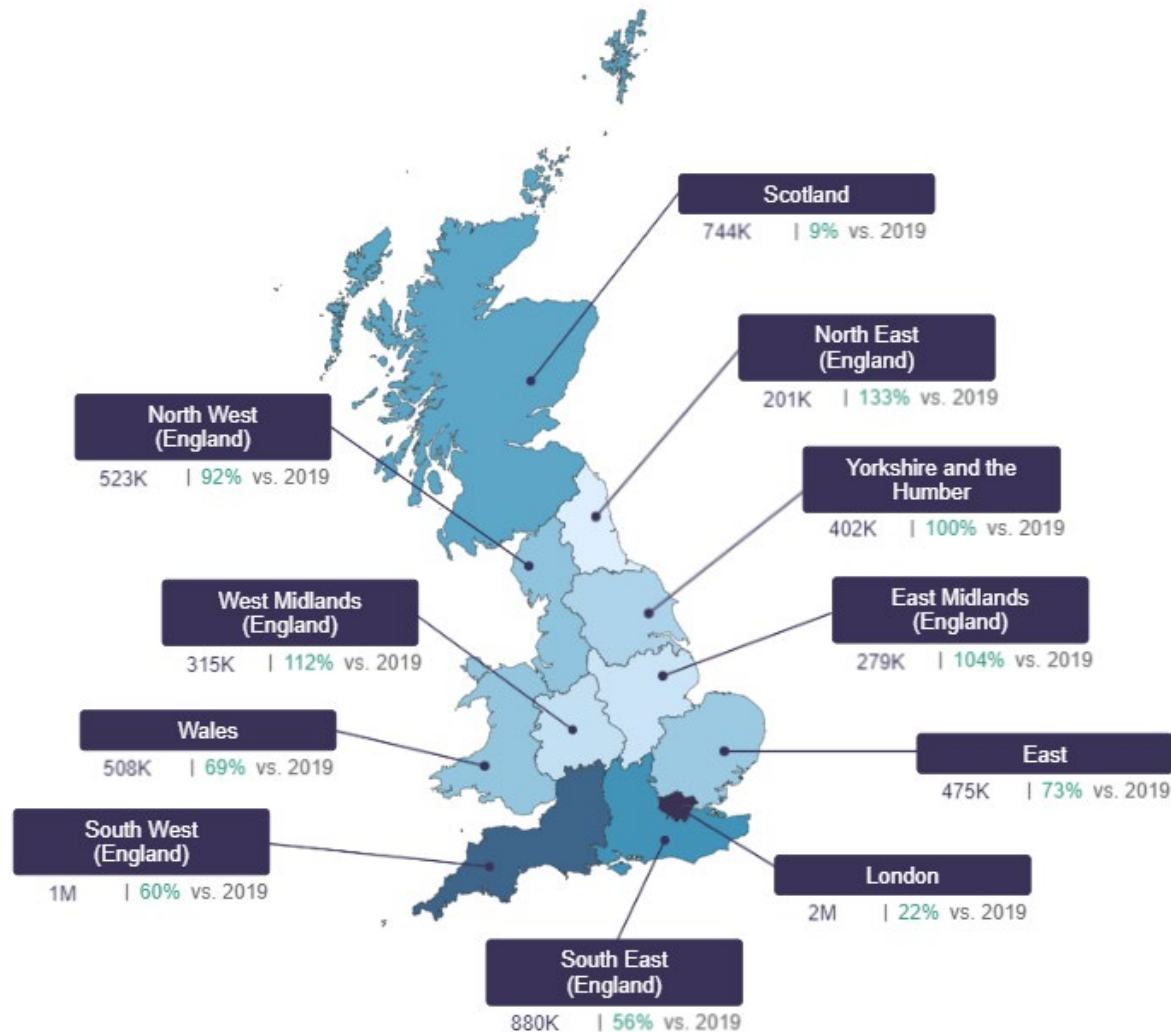 Scotland
744K | 9% vs. 2019
North East
(England)
201K | 133% vs. 2019
North West
(England)
523K | 92% vs. 2019
Yorkshire and the
Humber
402K | 100% vs. 2019
West Midlands
(England)
315K | 112% vs. 2019
East Midlands
(England)
279K | 104% vs. 2019
Wales
508K | 69% vs. 2019
East
475K | 73% vs. 2019
South West
(England)
1M | 60% vs. 2019
London
2M | 22% vs. 2019
South East
(England)
880K | 56% vs. 2019